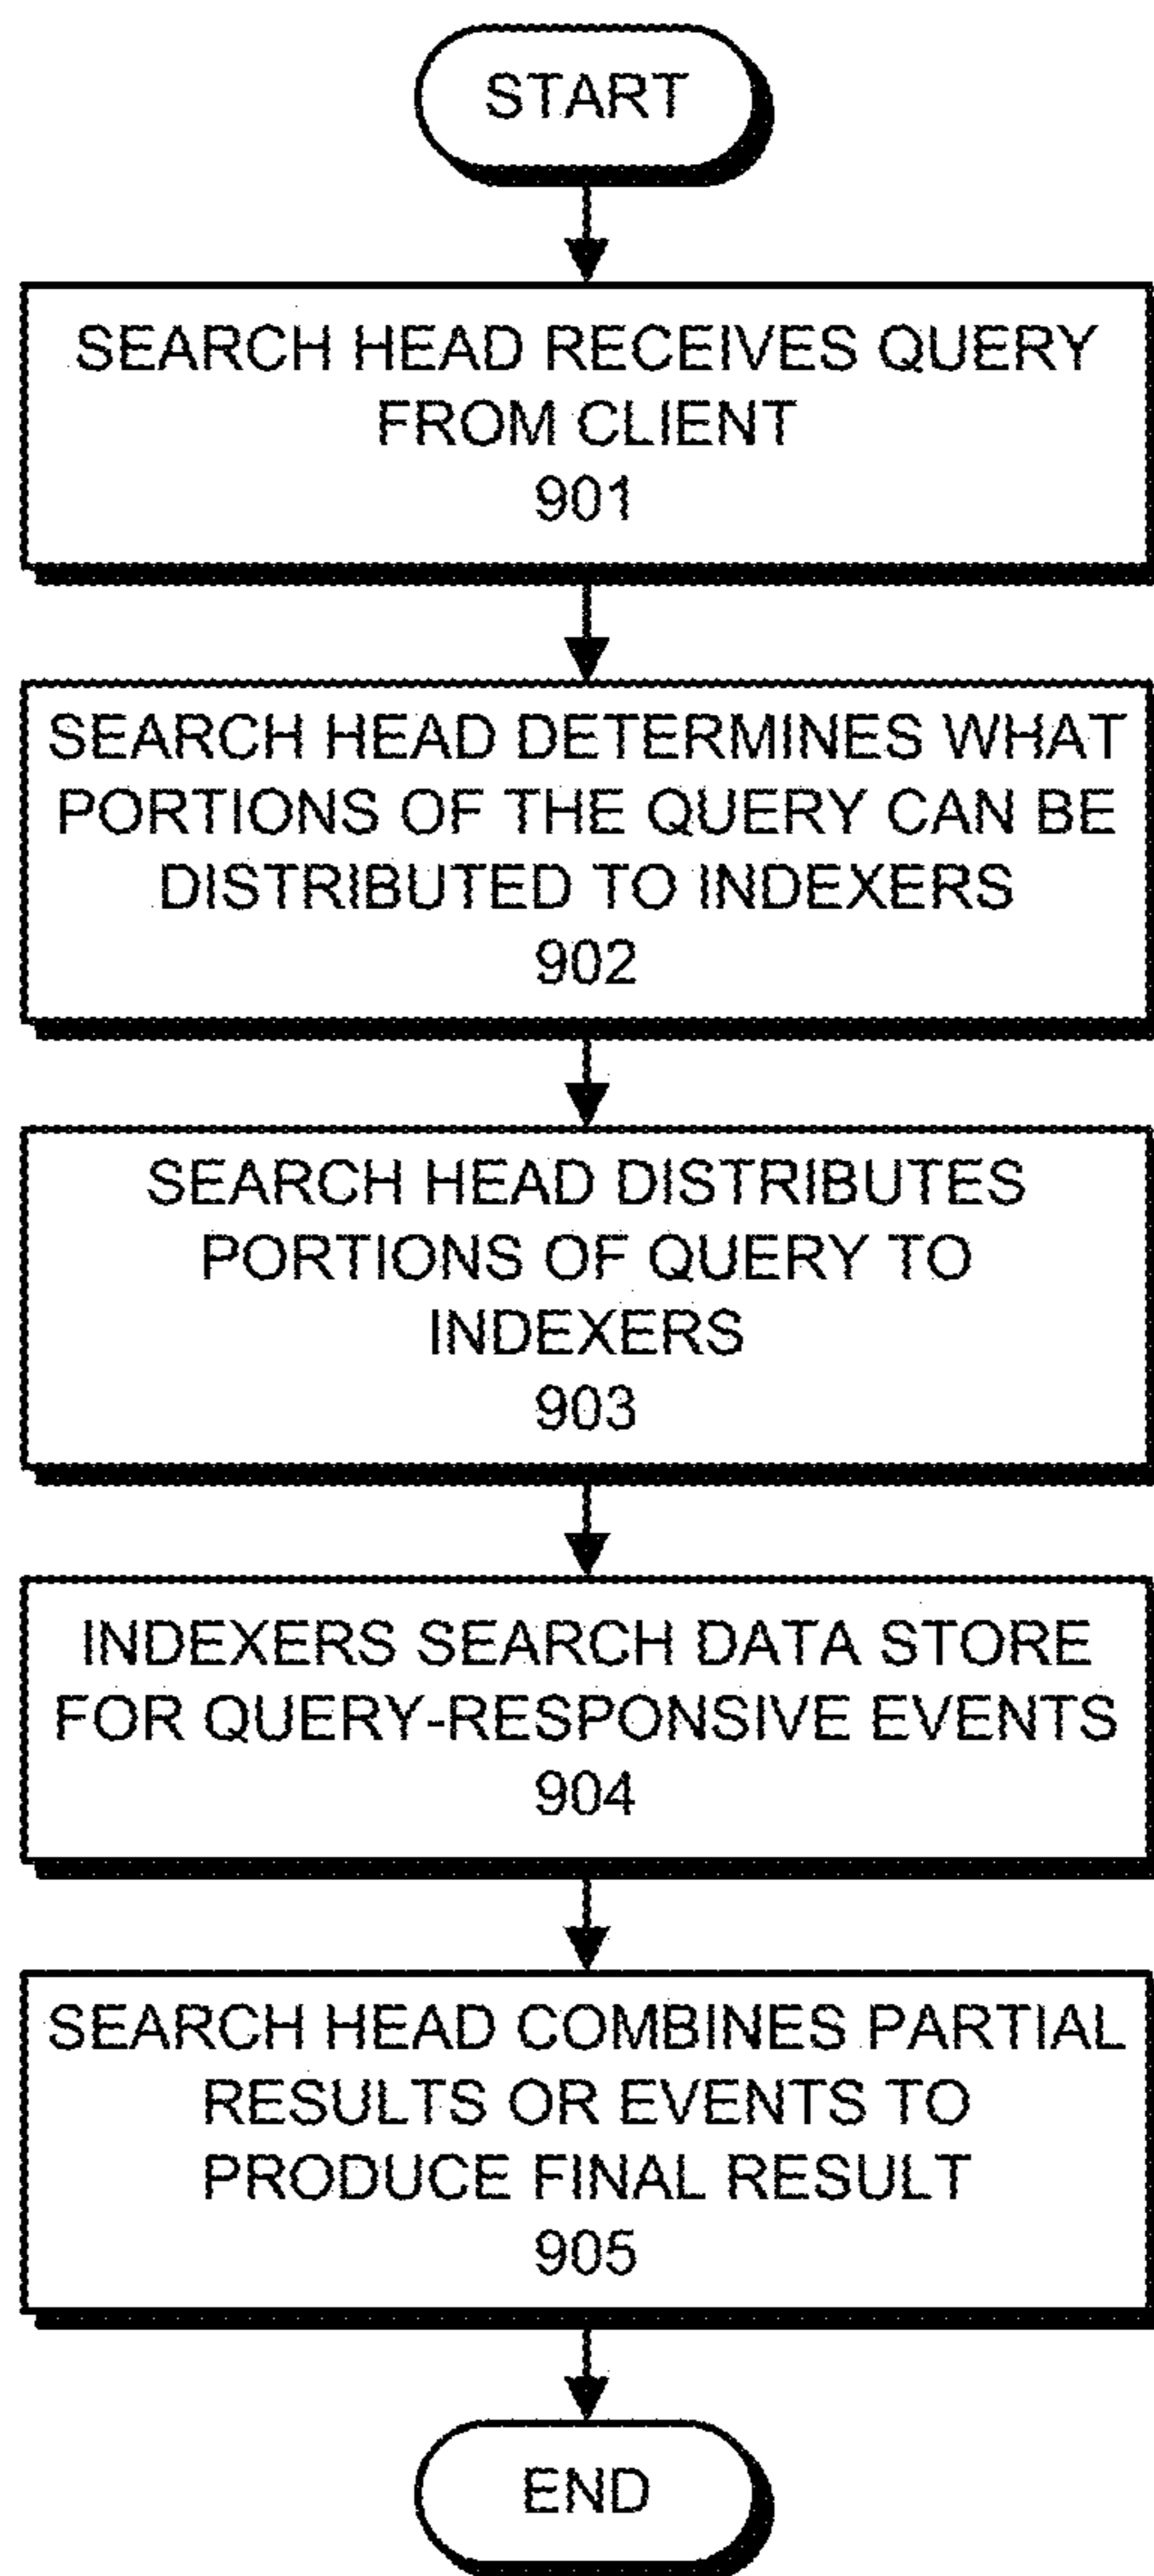 START
SEARCH HEAD RECEIVES QUERY
FROM CLIENT
901
SEARCH HEAD DETERMINES WHAT
PORTIONS OF THE QUERY CAN BE
DISTRIBUTED TO INDEXERS
902
SEARCH HEAD DISTRIBUTES
PORTIONS OF QUERY TO
INDEXERS
903
INDEXERS SEARCH DATA STORE
FOR QUERY-RESPONSIVE EVENTS
904
SEARCH HEAD COMBINES PARTIAL
RESULTS OR EVENTS TO
PRODUCE FINAL RESULT
905
END